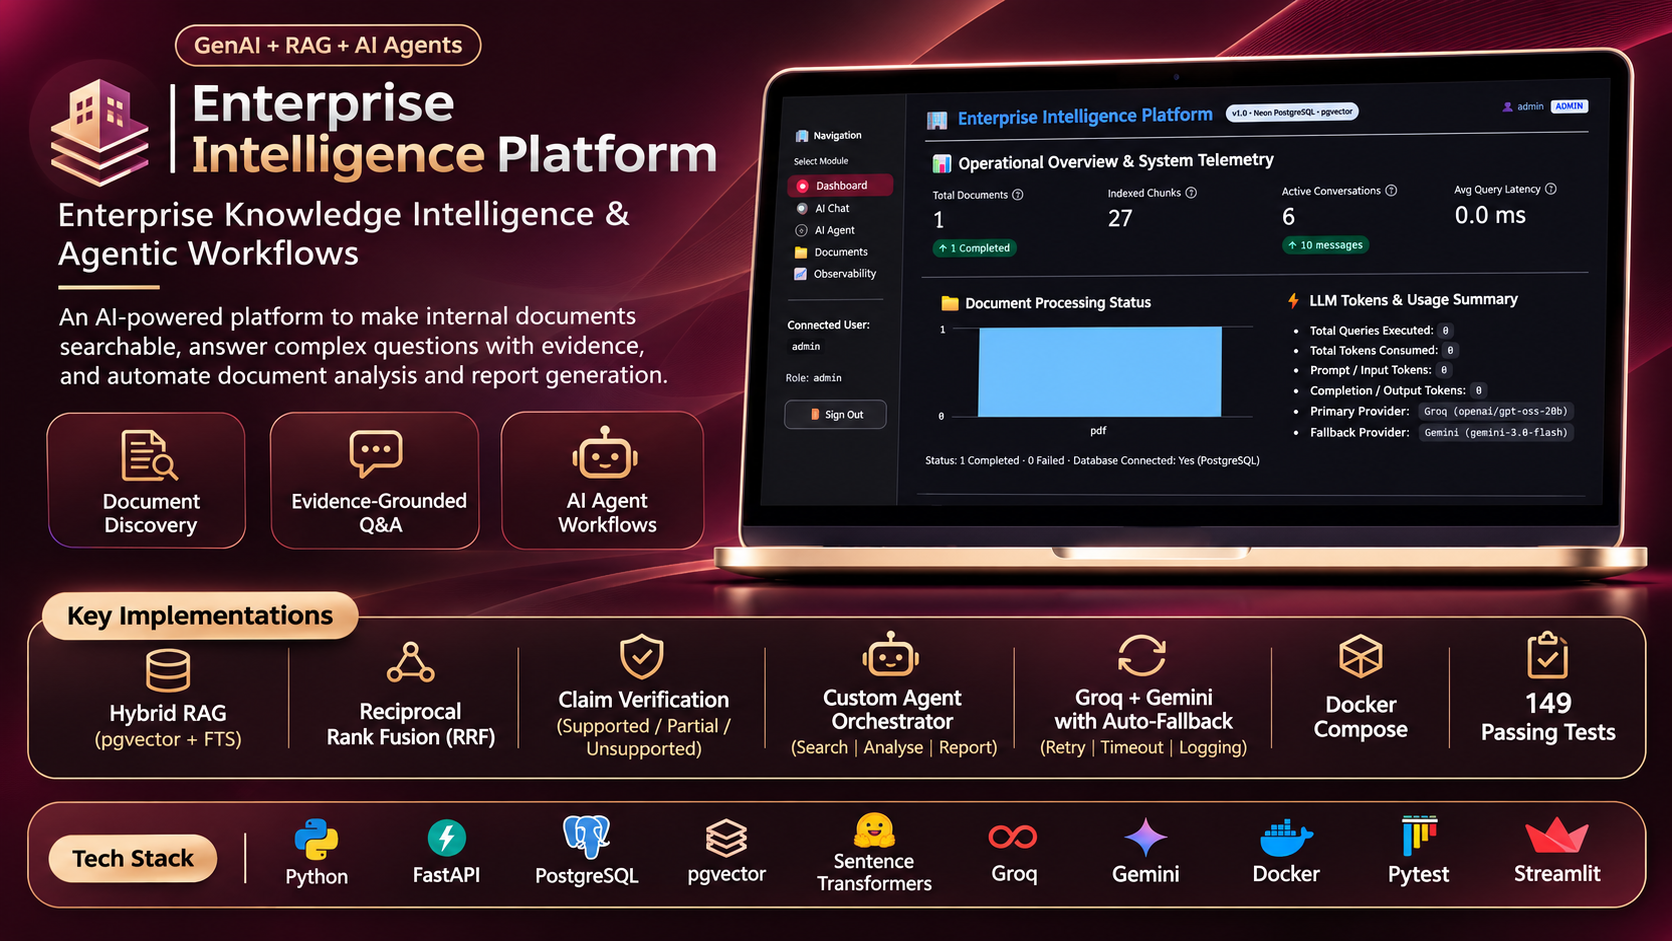 GenAI + RAG + AI Agents
Enterprise
Intelligence Platform
Enterprise Knowledge Intelligence &
Agentic Workflows
An AI-powered platform to make internal documents
searchable, answer complex questions with evidence,
and automate document analysis and report generation.
Document
Discovery
Evidence-Grounded
Q&A
AI Agent
Workflows
Navigation
Select Module
Dashboard
AI Chat
AI Agent
Documents
Observability
Connected User:
admin
Role: admin
Sign Out
Enterprise Intelligence Platform
v1.0 - Neon PostgreSQL - pgvector
admin ADMIN
Operational Overview & System Telemetry
Total Documents ?
1
↑ 1 Completed
Indexed Chunks ?
27
Active Conversations ?
6
↑ 10 messages
Avg Query Latency ?
0.0 ms
Document Processing Status
1
0
pdf
Status: 1 Completed · 0 Failed · Database Connected: Yes (PostgreSQL)
LLM Tokens & Usage Summary
• Total Queries Executed: 0
• Total Tokens Consumed: 0
• Prompt / Input Tokens: 0
• Completion / Output Tokens: 0
• Primary Provider: Groq (openai/gpt-oss-20b)
• Fallback Provider: Gemini (gemini-3.0-flash)
Key Implementations
Hybrid RAG
(pgvector + FTS)
Reciprocal
Rank Fusion (RRF)
Claim Verification
(Supported / Partial /
Unsupported)
Custom Agent
Orchestrator
(Search | Analyse | Report)
Groq + Gemini
with Auto-Fallback
(Retry | Timeout | Logging)
Docker
Compose
149
Passing Tests
Tech Stack
Python
FastAPI
PostgreSQL
pgvector
Sentence
Transformers
Groq
Gemini
Docker
Pytest
Streamlit